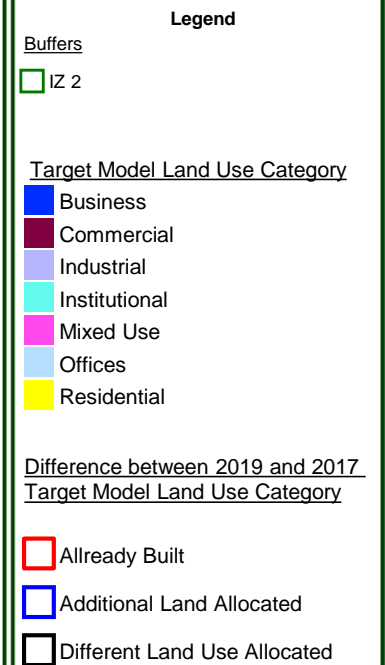 Legend
Buffers
IZ 2
Target Model Land Use Category
Business
Commercial
Industrial
Institutional
Mixed Use
Offices
Residential
Difference between 2019 and 2017
Target Model Land Use Category
Allready Built
Additional Land Allocated
Different Land Use Allocated